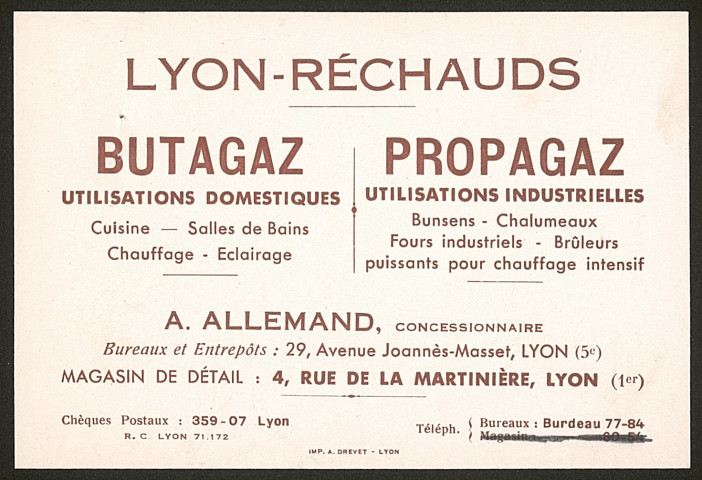 LYON-RÉCHAUDS
BUTAGAZ
UTILISATIONS DOMESTIQUES
Cuisine — Salles de Bains
Chauffage - Eclairage
PROPAGAZ
UTILISATIONS INDUSTRIELLES
Bunsens - Chalumeaux
Fours industriels - Brûleurs
puissants pour chauffage intensif
A. ALLEMAND, CONCESSIONNAIRE
Bureaux et Entrepôts : 29, Avenue Joannès-Masset, LYON (5e)
MAGASIN DE DÉTAIL : 4, RUE DE LA MARTINIÈRE, LYON (1er)
Chèques Postaux : 359-07 Lyon
R. C. LYON 71.172
Téléph. { Bureaux : Burdeau 77-84
Magasin
IMP. A. DREVET - LYON